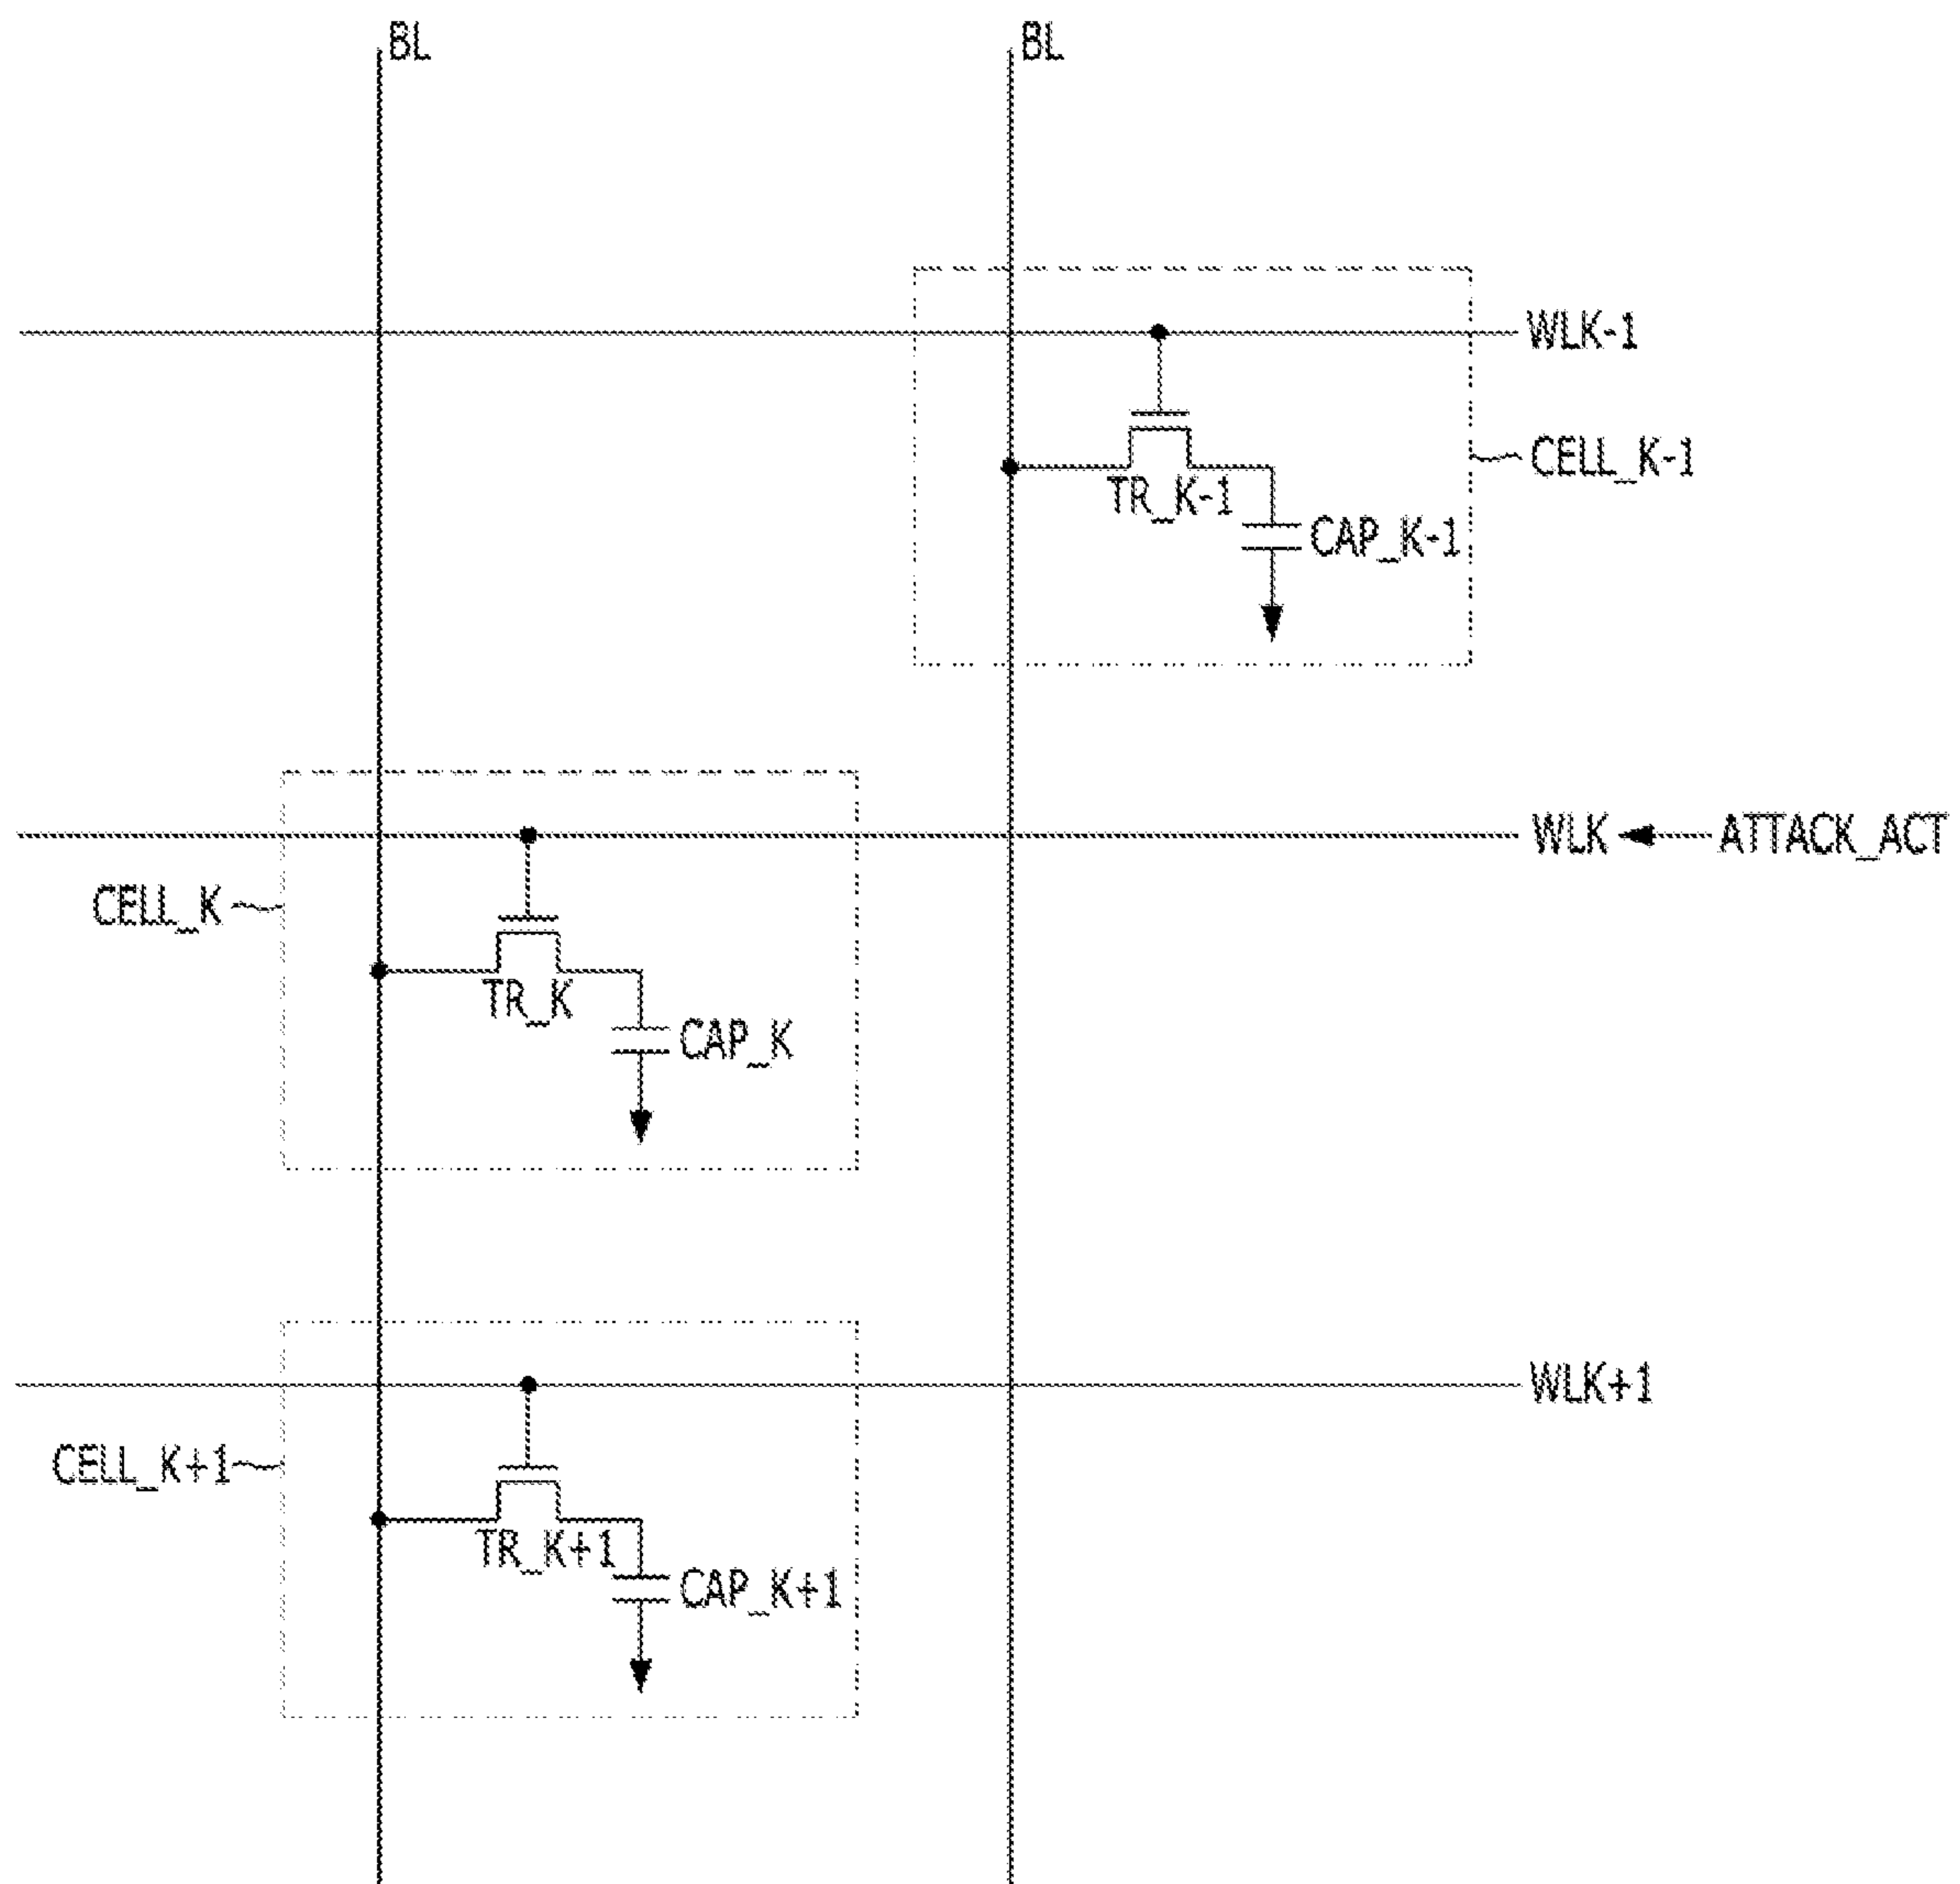 BL
BL
WLK-1
CELL_K-1
TR_K-1
CAP_K-1
WLK
ATTACK_ACT
CELL_K
TR_K
CAP_K
WLK+1
CELL_K+1
TR_K+1
CAP_K+1